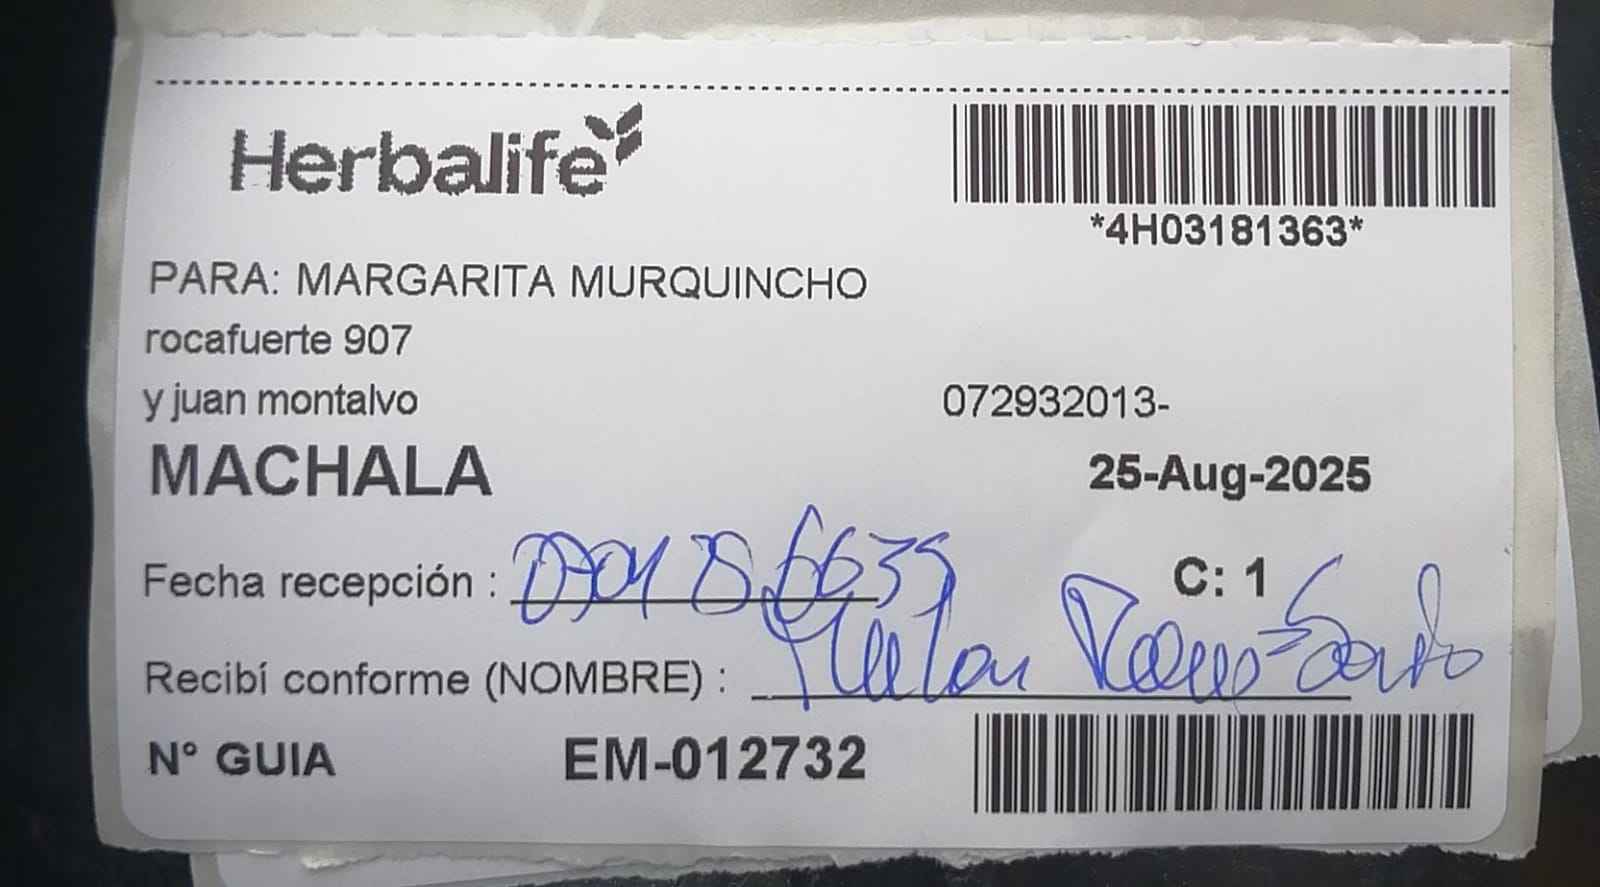 Herbalife
*4H03181363*
PARA: MARGARITA MURQUINCHO
rocafuerte 907
y juan montalvo
072932013-
MACHALA
25-Aug-2025
Fecha recepción :
C: 1
Recibí conforme (NOMBRE) :
N° GUIA EM-012732